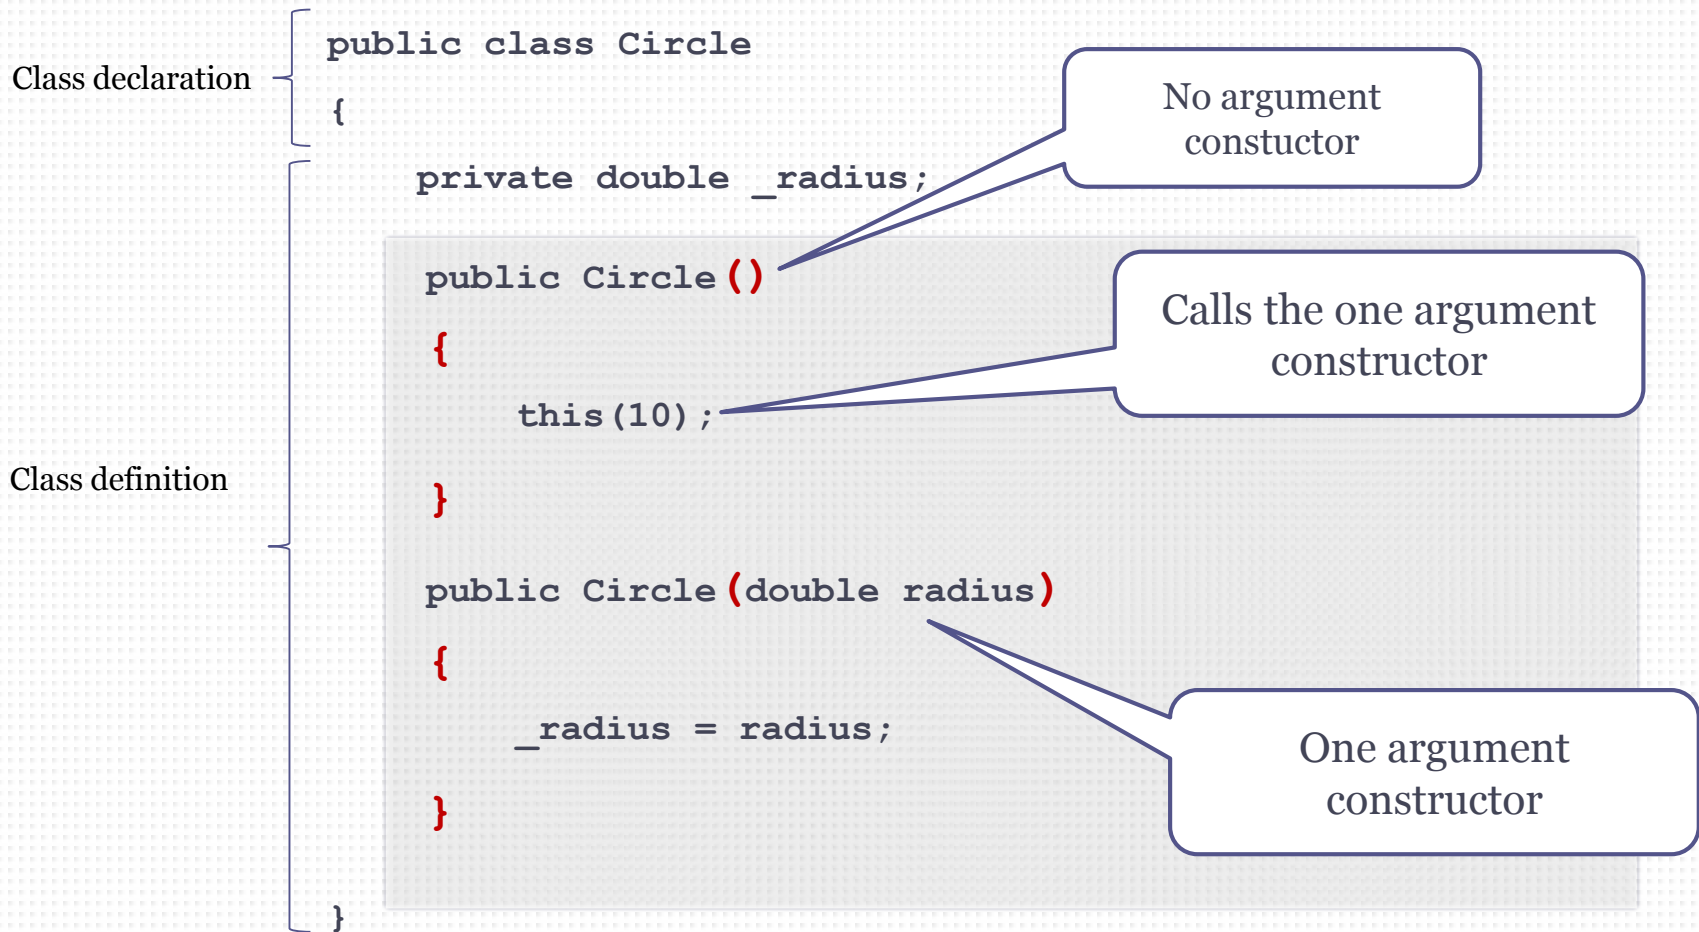 public class Circle
Class declaration
{
No argument
constuctor
private double _radius;
public Circle()
{
Calls the one argument
constructor
this(10);
Class definition
}
public Circle(double radius)
{
_radius = radius;
One argument
constructor
}
}